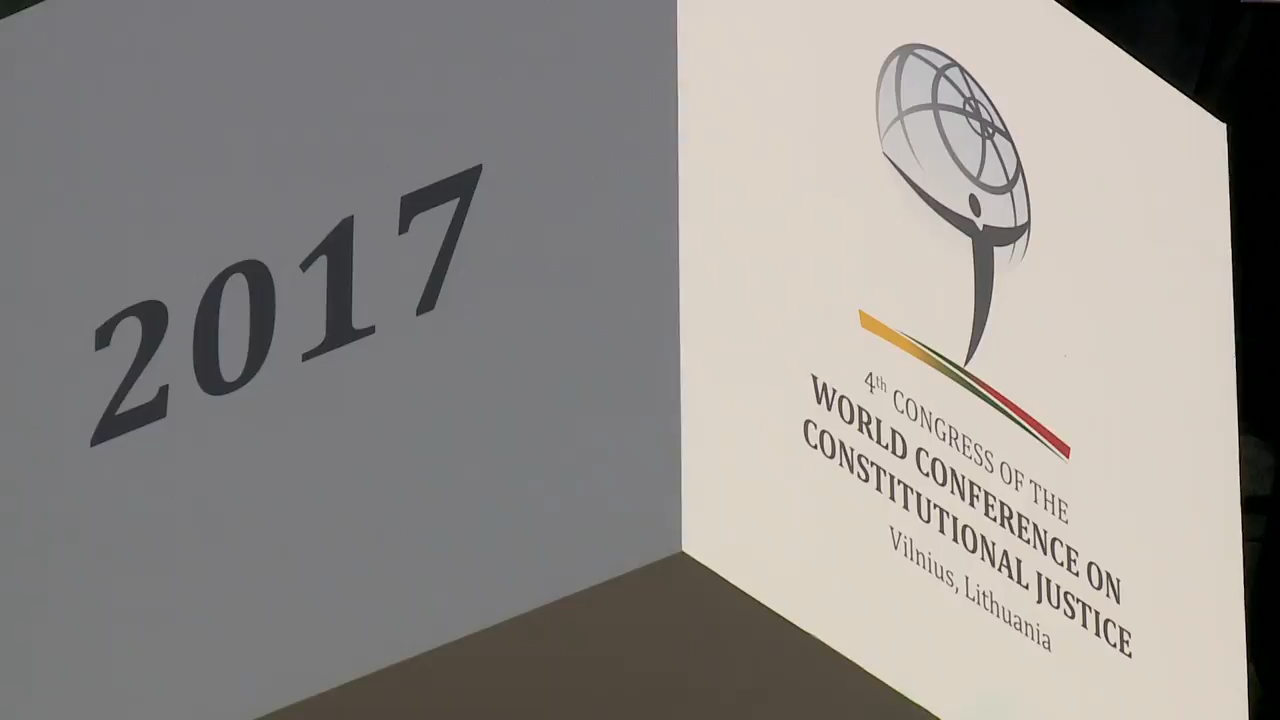 2017
4th CONGRESS OF THE
WORLD CONFERENCE ON
CONSTITUTIONAL JUSTICE
Vilnius, Lithuania